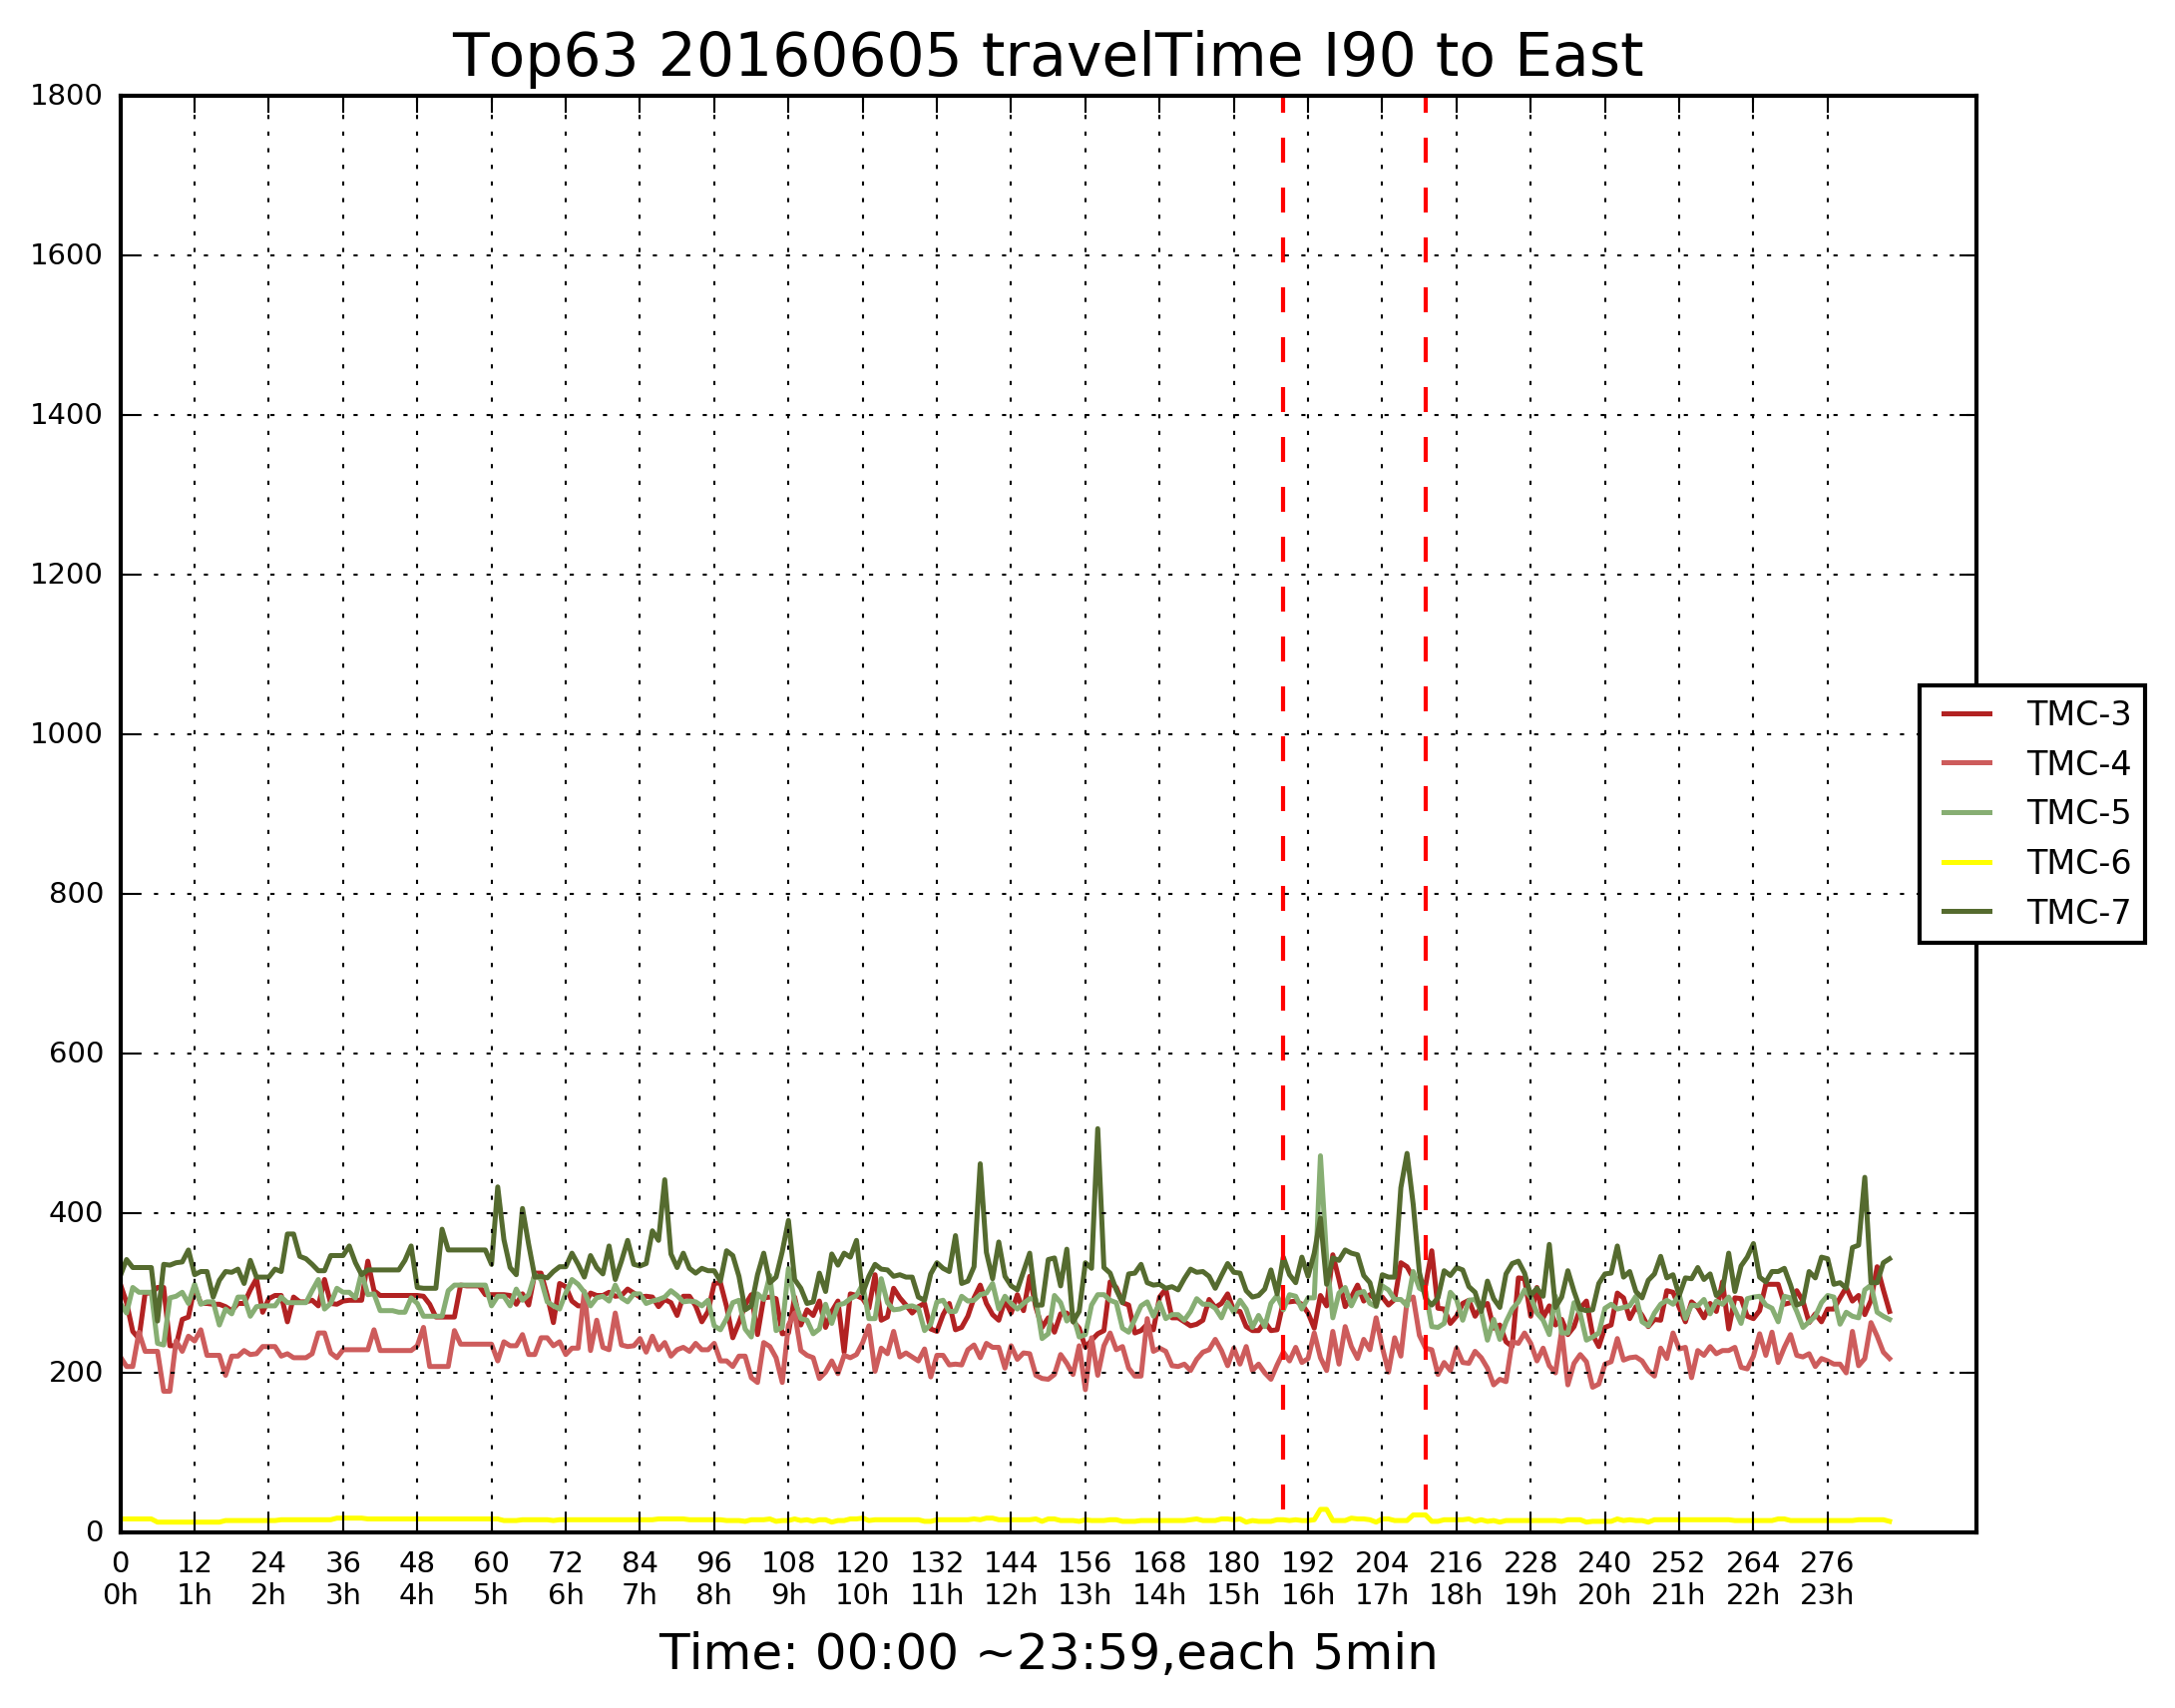 Top63 20160605 travelTime I90 to East
1800
1600
1400
1200
1000
800
600
400
200
0
TMC-3
TMC-4
TMC-5
TMC-6
TMC-7
0 12 24 36 48 60 72 84 96 108 120 132 144 156 168 180 192 204 216 228 240 252 264 276
0h 1h 2h 3h 4h 5h 6h 7h 8h 9h 10h 11h 12h 13h 14h 15h 16h 17h 18h 19h 20h 21h 22h 23h
Time: 00:00 ~23:59,each 5min